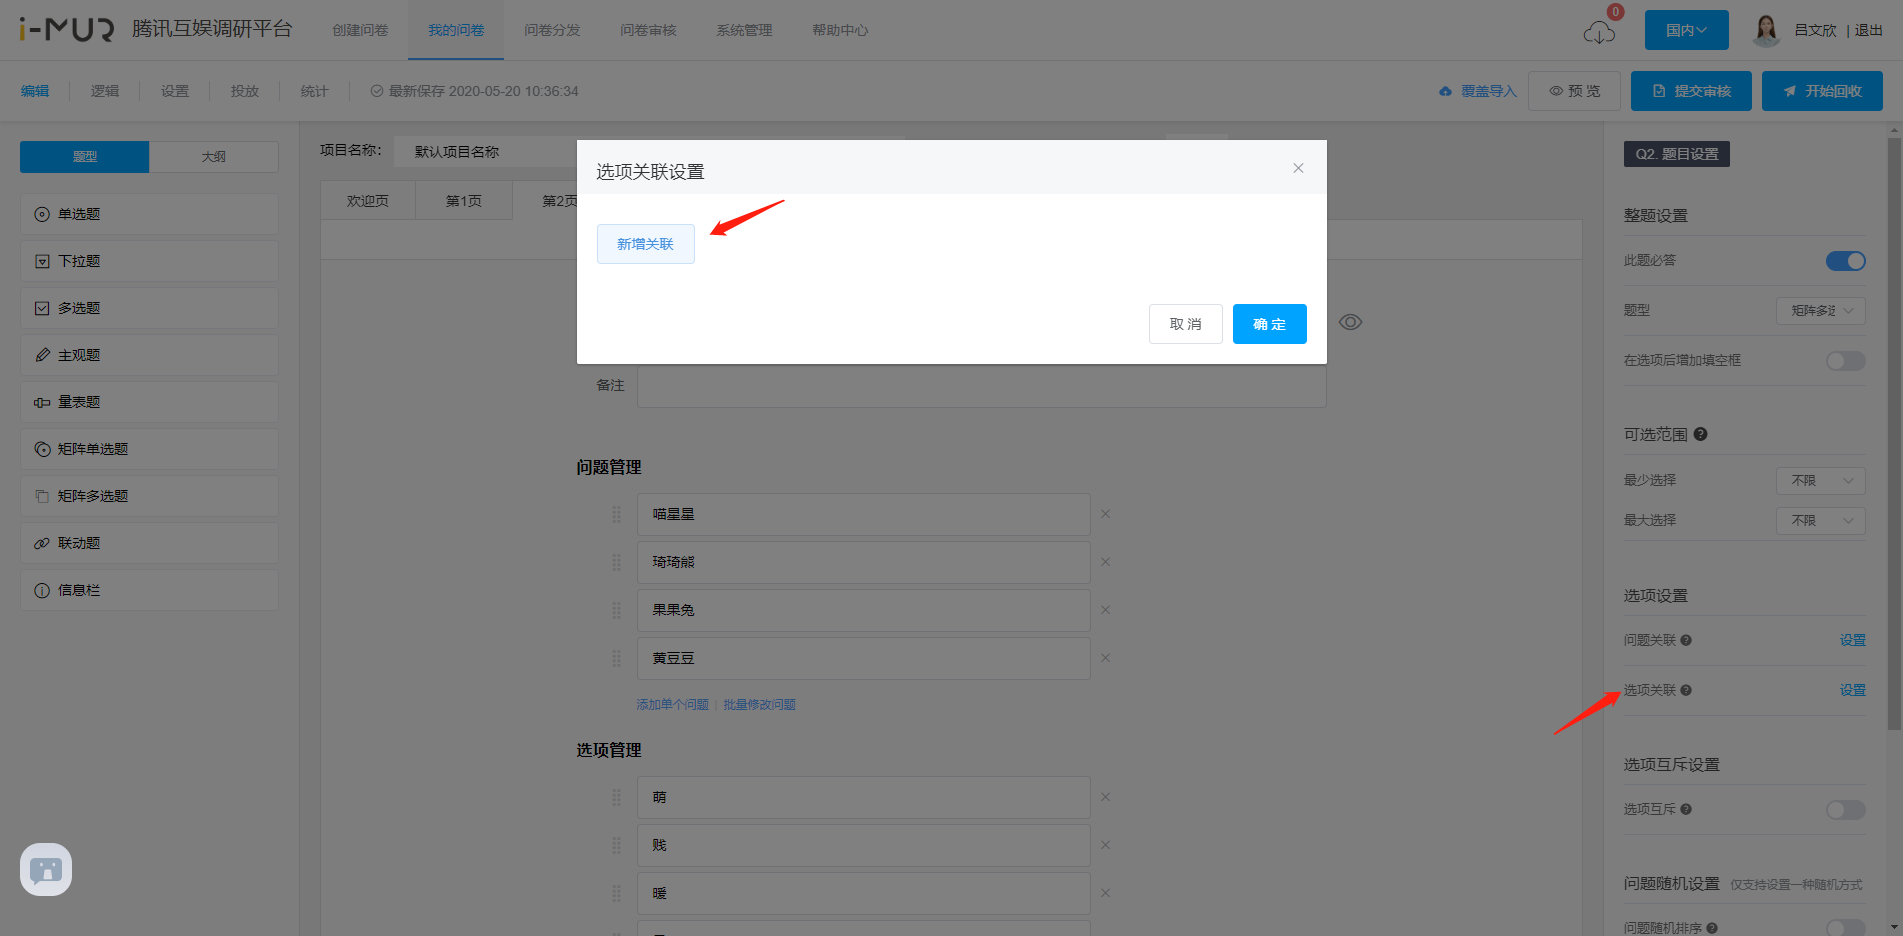 i-MUR 腾讯互娱调研平台 创建问卷 我的问卷 问卷分发 问卷审核 系统管理 帮助中心 0 国内 吕文欣 | 退出
编辑 逻辑 设置 投放 统计 最新保存 2020-05-20 10:36:34 覆盖导入 预 览 提交审核 开始回收
题型 大纲
单选题
下拉题
多选题
主观题
量表题
矩阵单选题
矩阵多选题
联动题
信息栏
项目名称: 默认项目名称
欢迎页 第1页 第2页
选项关联设置
新增关联
取 消 确 定
备注
问题管理
喵星星
琦琦熊
果果兔
黄豆豆
添加单个问题 | 批量修改问题
选项管理
萌
贱
暖
Q2. 题目设置
整题设置
此题必答
题型 矩阵多选
在选项后增加填空框
可选范围
最少选择 不限
最大选择 不限
选项设置
问题关联 设置
选项关联 设置
选项互斥设置
选项互斥
问题随机设置 仅支持设置一种随机方式
问题随机排序